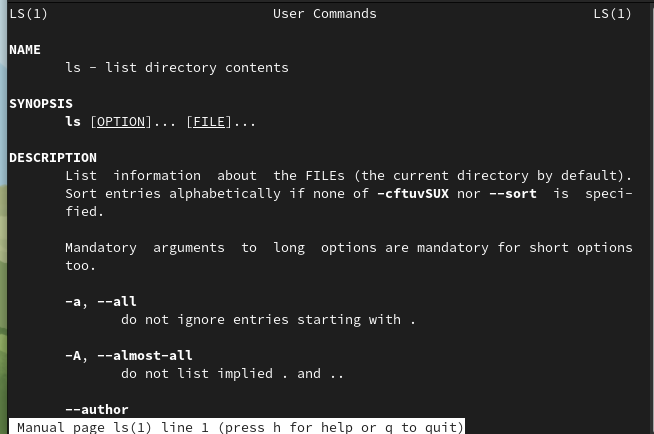 LS(1) User Commands LS(1)
NAME
ls - list directory contents
SYNOPSIS
ls [OPTION]... [FILE]...
DESCRIPTION
List information about the FILEs (the current directory by default).
Sort entries alphabetically if none of -cftuvSUX nor --sort is speci-
fied.
Mandatory arguments to long options are mandatory for short options
too.
-a, --all
do not ignore entries starting with .
-A, --almost-all
do not list implied . and ..
--author
Manual page ls(1) line 1 (press h for help or q to quit)